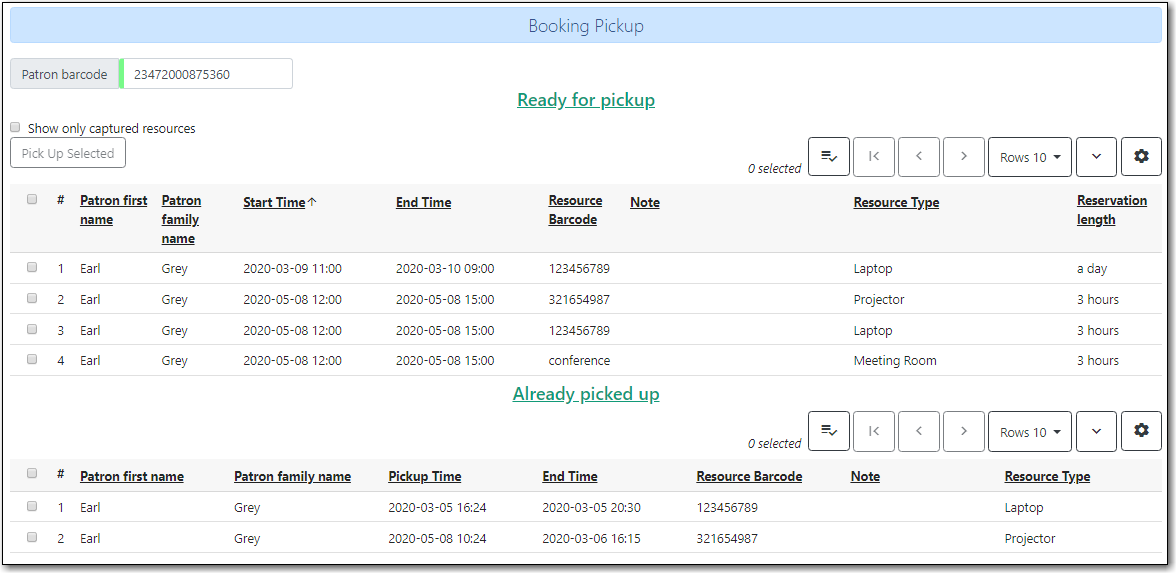 Booking Pickup
Patron barcode 23472000875360
Ready for pickup
Show only captured resources
Pick Up Selected
0 selected Rows 10
# Patron first name Patron family name Start Time End Time Resource Barcode Note Resource Type Reservation length
1 Earl Grey 2020-03-09 11:00 2020-03-10 09:00 123456789 Laptop a day
2 Earl Grey 2020-05-08 12:00 2020-05-08 15:00 321654987 Projector 3 hours
3 Earl Grey 2020-05-08 12:00 2020-05-08 15:00 123456789 Laptop 3 hours
4 Earl Grey 2020-05-08 12:00 2020-05-08 15:00 conference Meeting Room 3 hours
Already picked up
0 selected Rows 10
# Patron first name Patron family name Pickup Time End Time Resource Barcode Note Resource Type
1 Earl Grey 2020-03-05 16:24 2020-03-05 20:30 123456789 Laptop
2 Earl Grey 2020-05-08 10:24 2020-03-06 16:15 321654987 Projector